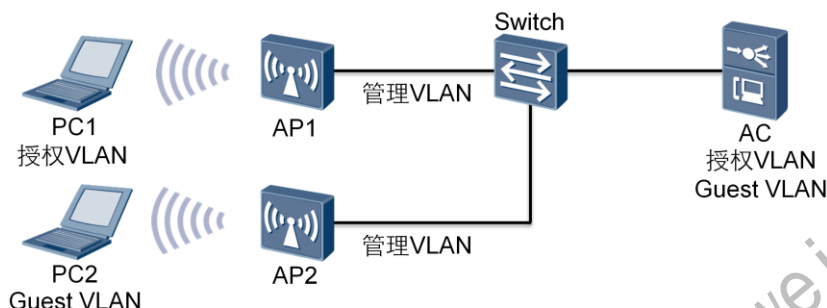 Switch
管理VLAN
PC1
授权VLAN
AP1
AC
授权VLAN
Guest VLAN
管理VLAN
PC2
Guest VLAN
AP2